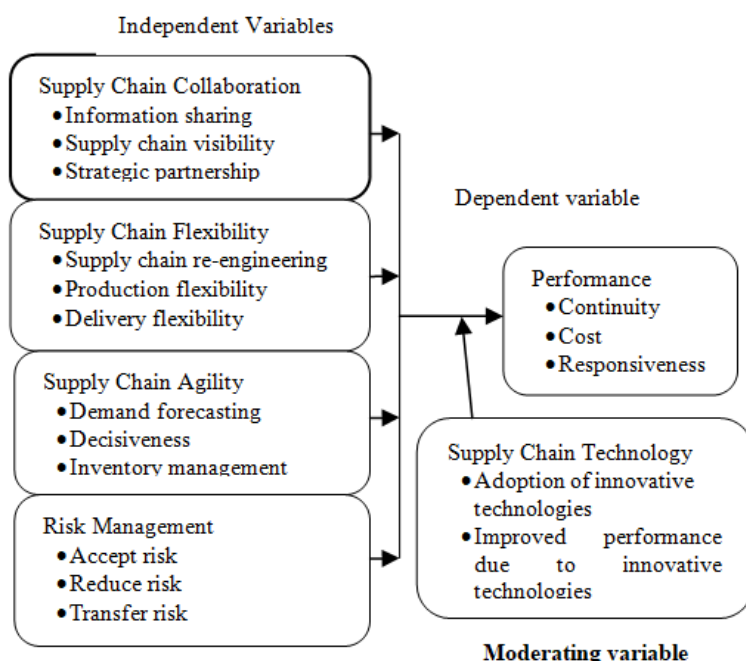 Independent Variables
Supply Chain Collaboration
•Information sharing
•Supply chain visibility
•Strategic partnership
Supply Chain Flexibility
•Supply chain re-engineering
•Production flexibility
•Delivery flexibility
Supply Chain Agility
•Demand forecasting
•Decisiveness
•Inventory management
Risk Management
•Accept risk
•Reduce risk
•Transfer risk
Dependent variable
Performance
•Continuity
•Cost
•Responsiveness
Supply Chain Technology
•Adoption of innovative
technologies
•Improved performance
due to innovative
technologies
Moderating variable